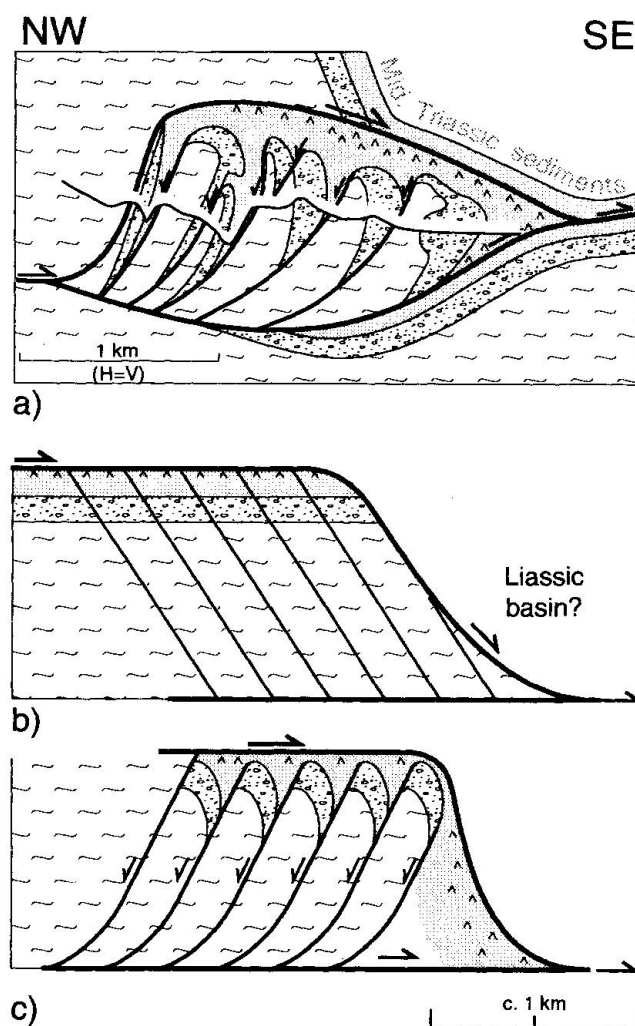 NW SE
Mid Triassic sediments
1 km
(H=V)
a)
Liassic
basin?
b)
c)
c. 1 km